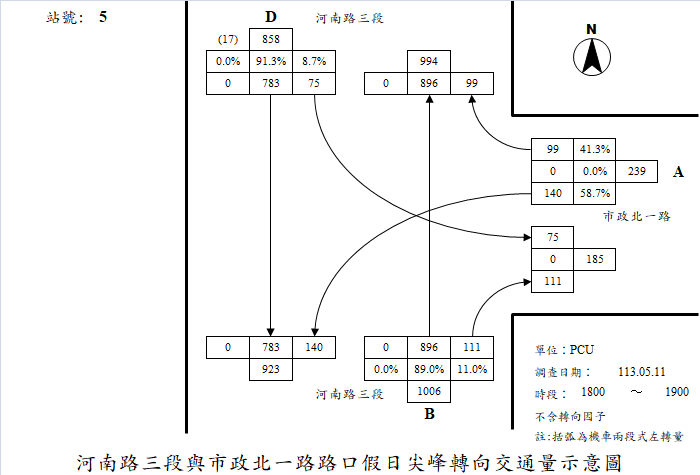 站號: 5
D
河南路三段
N
(17) 858
0.0% 91.3% 8.7%
0 783 75
994
0 896 99
99 41.3%
0 0.0% 239
140 58.7%
A
市政北一路
75
0 185
111
0 783 140
923
0 896 111
0.0% 89.0% 11.0%
1006
河南路三段
B
單位:PCU
調查日期: 113.05.11
時段: 1800 ~ 1900
不含轉向因子
註:括弧為機車兩段式左轉量
河南路三段與市政北一路路口假日尖峰轉向交通量示意圖